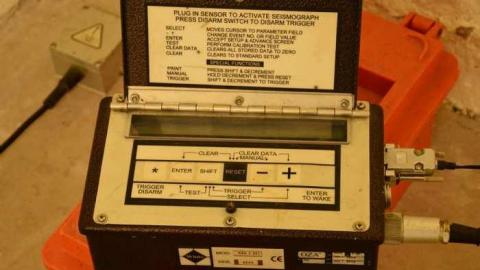 PLUG IN SENSOR TO ACTIVATE SEISMOGRAPH
PRESS DISARM SWITCH TO DISARM TRIGGER
SELECT MOVES CURSOR TO PARAMETER FIELD
- + CHANGE EVENT NO. OR FIELD VALUE
ENTER ACCEPT SETUP & ADVANCE SCREEN
TEST PERFORM CALIBRATION TEST
CLEAR DATA CLEARS ALL STORED DATA TO ZERO
CLEAR CLEARS TO STANDARD SETUP
SPECIAL FUNCTIONS
PRINT PRESS SHIFT & DECREMENT
MANUAL HOLD DECREMENT & PRESS RESET
TRIGGER SHIFT & DECREMENT TO TRIGGER
CLEAR CLEAR DATA
MANUAL
* ENTER SHIFT RESET - +
TRIGGER DISARM
TEST
TRIGGER
SELECT
ENTER TO WAKE
MOD.
CE
OZA